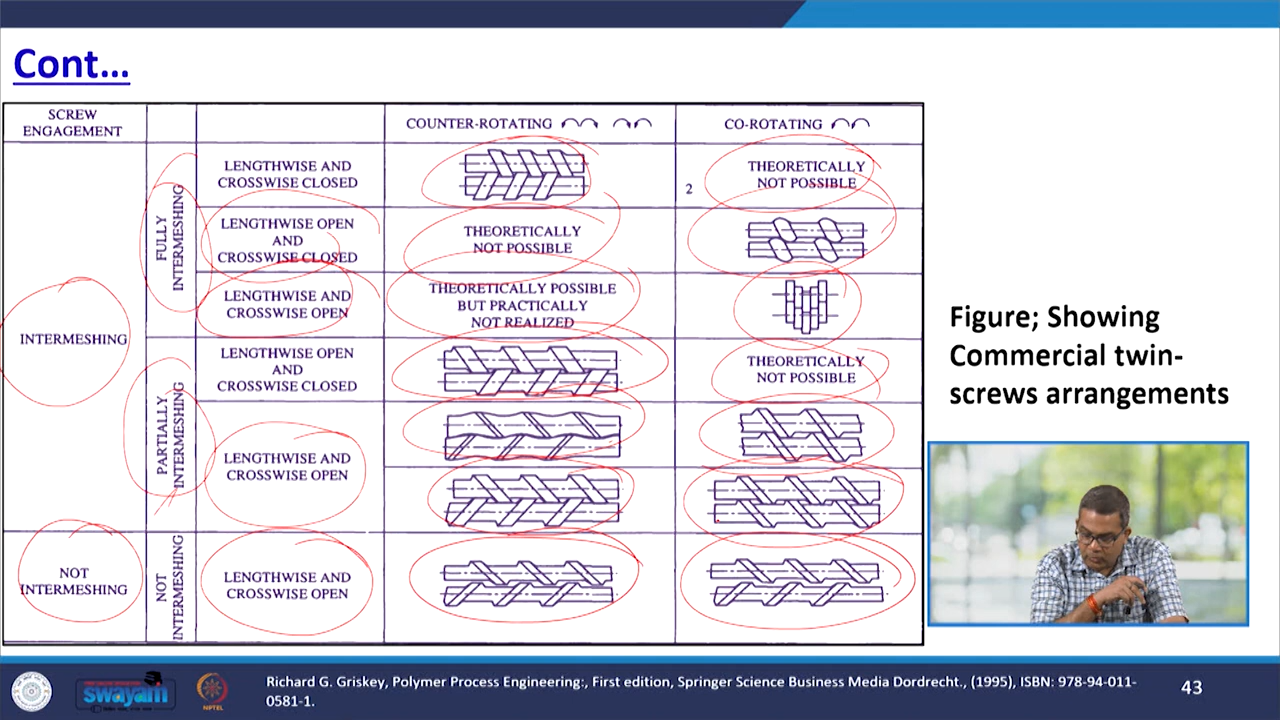 Cont...
SCREW
ENGAGEMENT
COUNTER-ROTATING
CO-ROTATING
INTERMESHING
FULLY
INTERMESHING
LENGTHWISE AND
CROSSWISE CLOSED
2
THEORETICALLY
NOT POSSIBLE
LENGTHWISE OPEN
AND
CROSSWISE CLOSED
THEORETICALLY
NOT POSSIBLE
LENGTHWISE AND
CROSSWISE OPEN
THEORETICALLY POSSIBLE
BUT PRACTICALLY
NOT REALIZED
PARTIALLY
INTERMESHING
LENGTHWISE OPEN
AND
CROSSWISE CLOSED
THEORETICALLY
NOT POSSIBLE
LENGTHWISE AND
CROSSWISE OPEN
NOT
INTERMESHING
NOT
INTERMESHING
LENGTHWISE AND
CROSSWISE OPEN
Figure; Showing
Commercial twin-
screws arrangements
swayam
NPTEL
Richard G. Griskey, Polymer Process Engineering:, First edition, Springer Science Business Media Dordrecht., (1995), ISBN: 978-94-011-
0581-1.
43